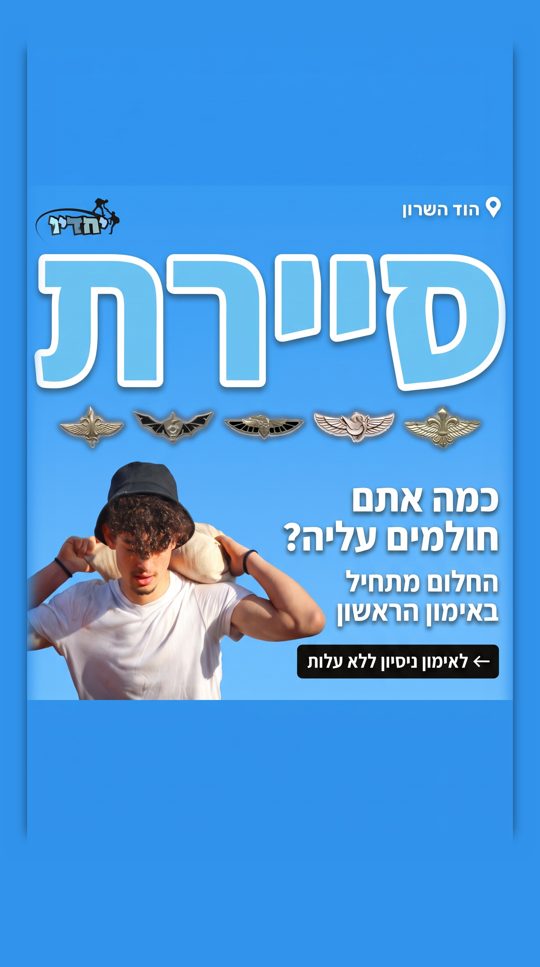 הוד השרון
יחדיו
סיירת
כמה אתם
חולמים עליה?
החלום מתחיל
באימון הראשון
← לאימון ניסיון ללא עלות